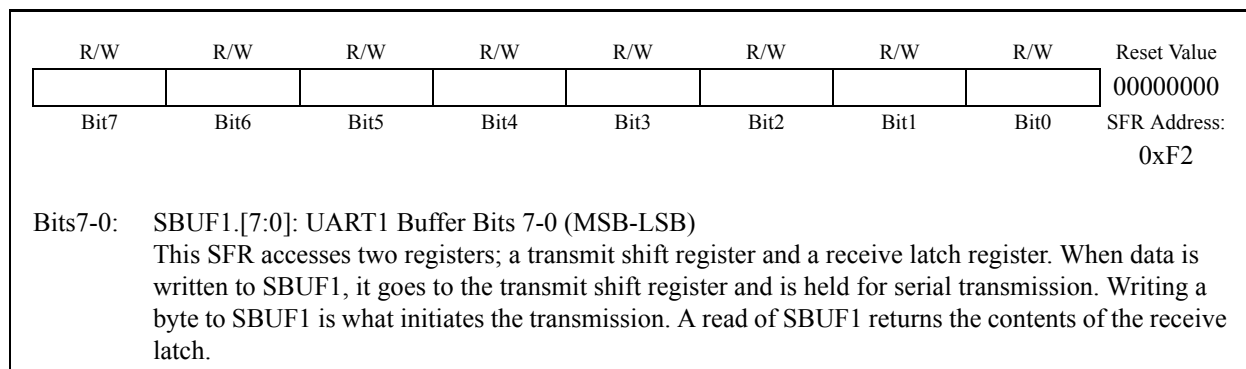 R/W R/W R/W R/W R/W R/W R/W R/W Reset Value
00000000
Bit7 Bit6 Bit5 Bit4 Bit3 Bit2 Bit1 Bit0 SFR Address:
0xF2
Bits7-0: SBUF1.[7:0]: UART1 Buffer Bits 7-0 (MSB-LSB)
This SFR accesses two registers; a transmit shift register and a receive latch register. When data is
written to SBUF1, it goes to the transmit shift register and is held for serial transmission. Writing a
byte to SBUF1 is what initiates the transmission. A read of SBUF1 returns the contents of the receive
latch.